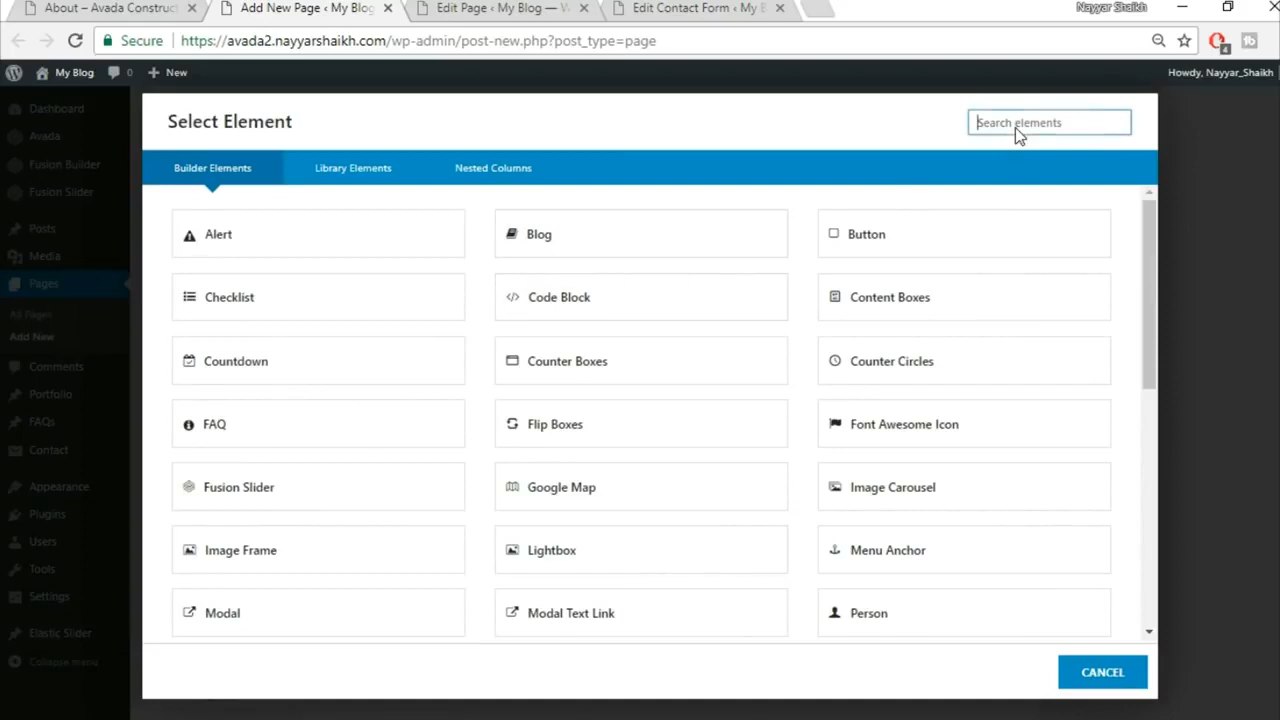 About – Avada Construct
Add New Page ‹ My Blog
Edit Page ‹ My Blog — W
Edit Contact Form ‹ My B
Nayyar Shaikh
Secure
https://avada2.nayyarshaikh.com/wp-admin/post-new.php?post_type=page
4
My Blog
0
New
Howdy, Nayyar_Shaikh
Dashboard
Avada
Fusion Builder
Fusion Slider
Posts
Media
Pages
All Pages
Add New
Comments
Portfolio
FAQs
Contact
Appearance
Plugins
Users
Tools
Settings
Elastic Slider
Collapse menu
Select Element
Search elements
Builder Elements
Library Elements
Nested Columns
Alert
Blog
Button
Checklist
Code Block
Content Boxes
Countdown
Counter Boxes
Counter Circles
FAQ
Flip Boxes
Font Awesome Icon
Fusion Slider
Google Map
Image Carousel
Image Frame
Lightbox
Menu Anchor
Modal
Modal Text Link
Person
CANCEL